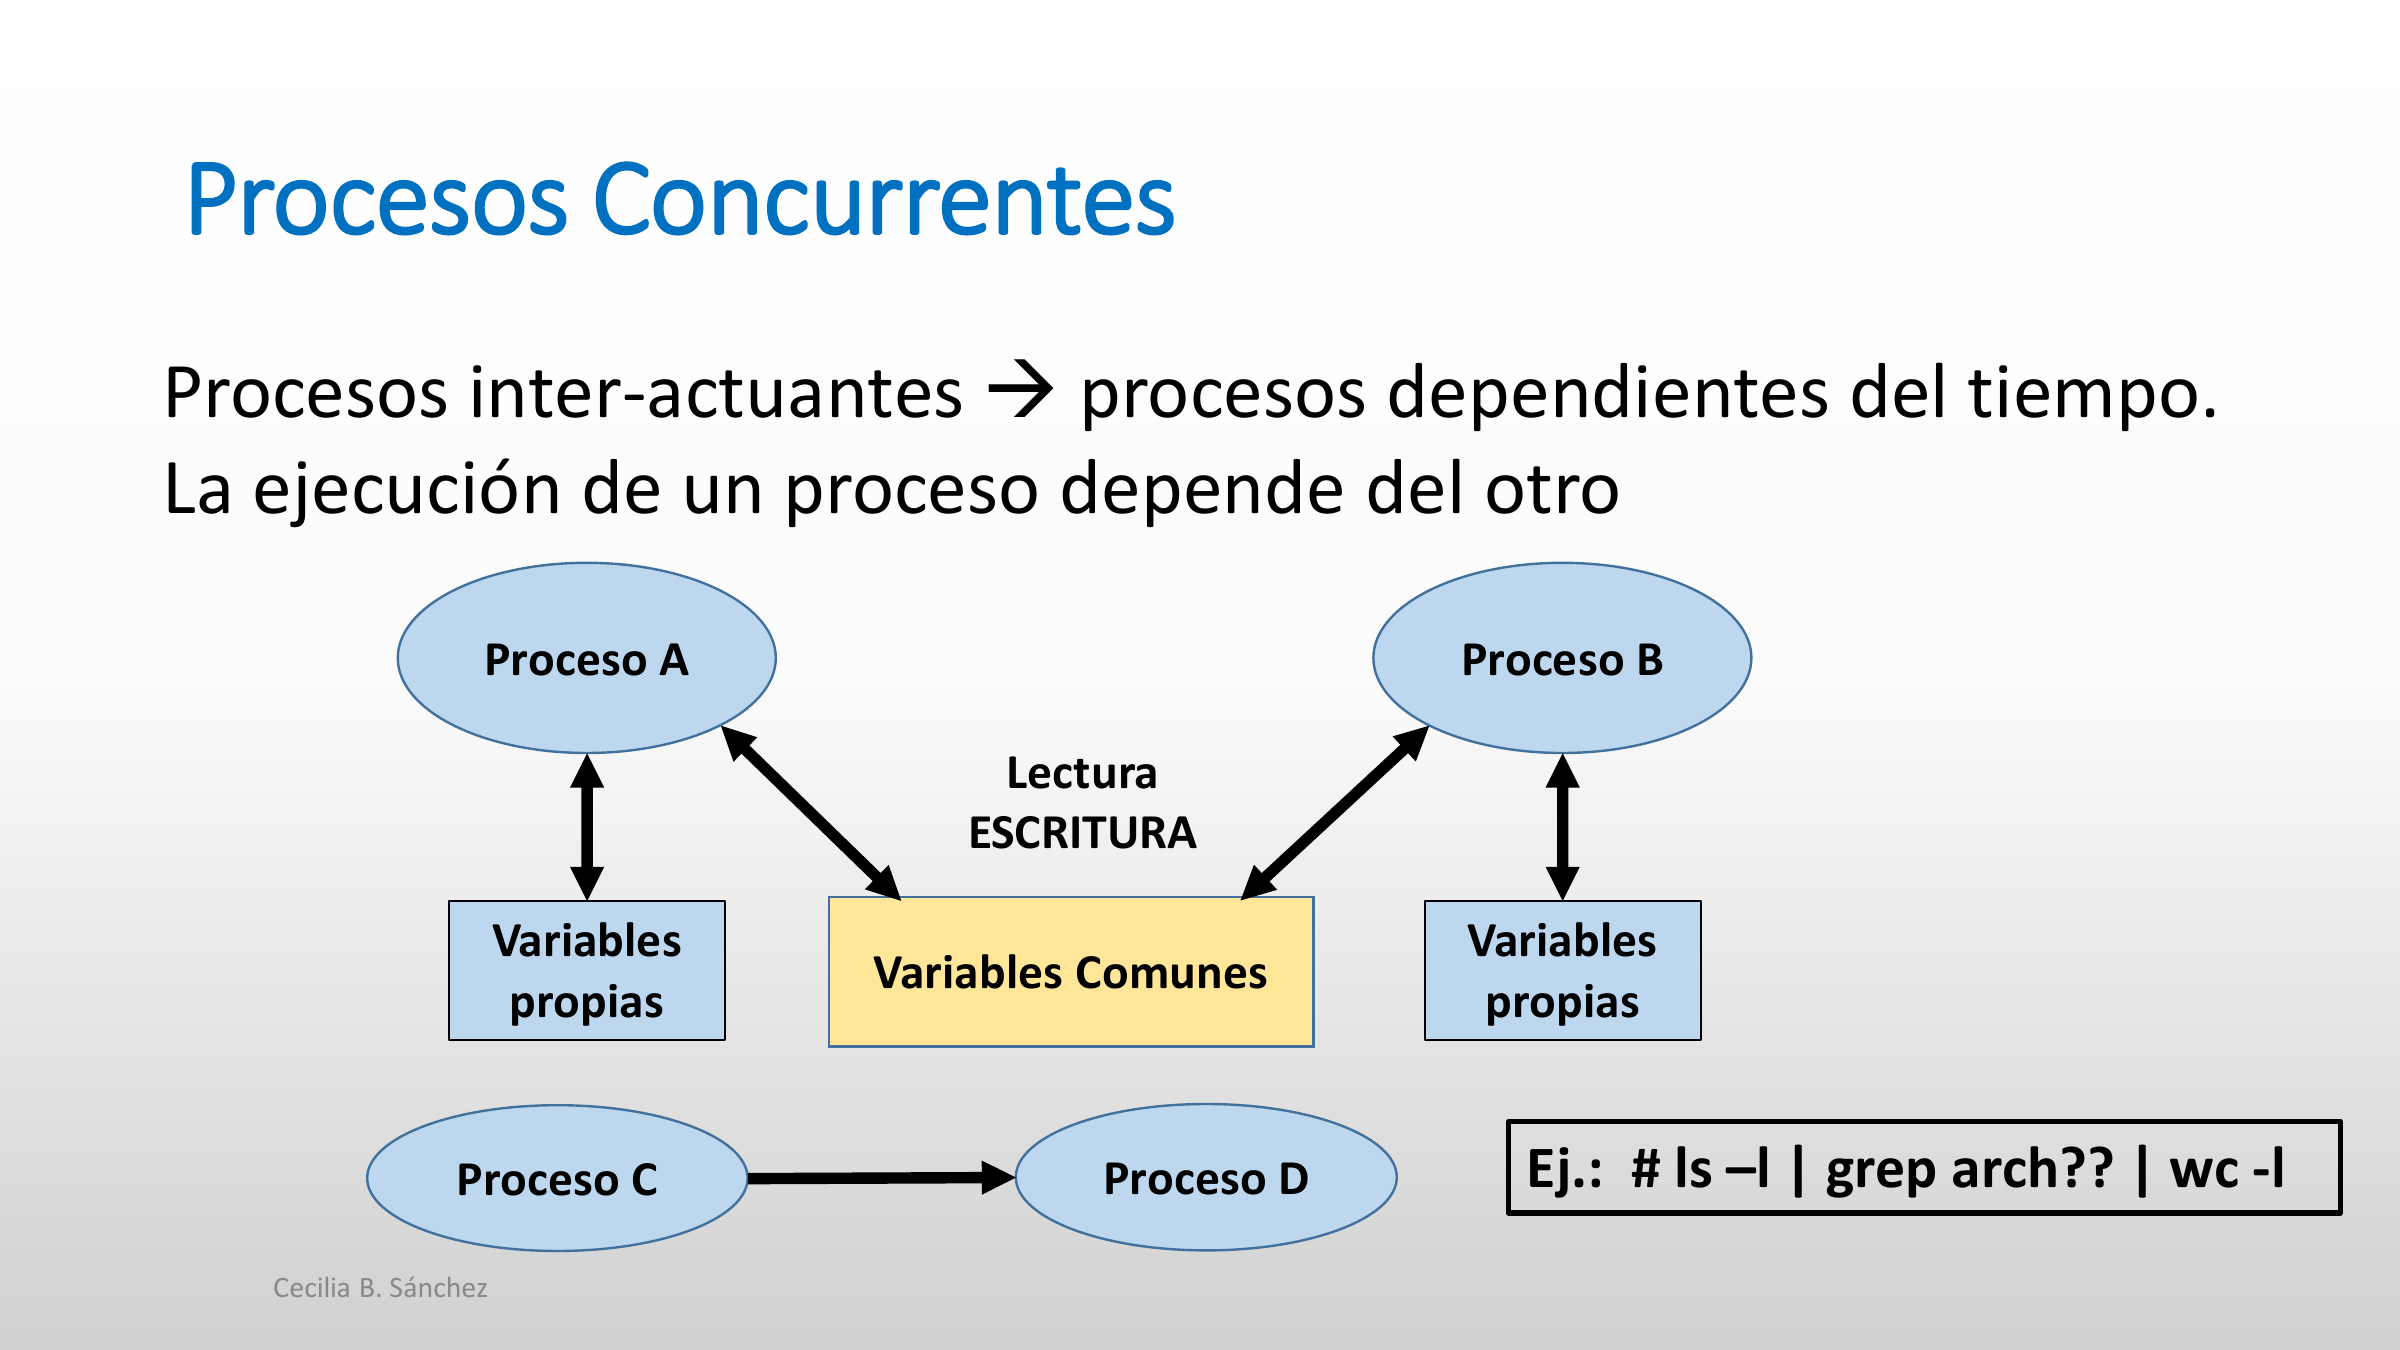 Procesos Concurrentes
Procesos inter-actuantes → procesos dependientes del tiempo.
La ejecución de un proceso depende del otro
Proceso A
Proceso B
Lectura
ESCRITURA
Variables
propias
Variables Comunes
Variables
propias
Proceso C
Proceso D
Ej.: # ls –l | grep arch?? | wc -l
Cecilia B. Sánchez